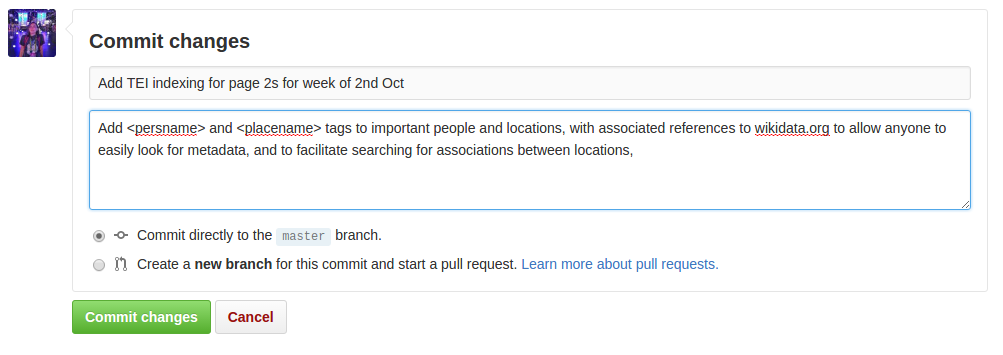 Commit changes
Add TEI indexing for page 2s for week of 2nd Oct
Add <persname> and <placename> tags to important people and locations, with associated references to wikidata.org to allow anyone to
easily look for metadata, and to facilitate searching for associations between locations,
Commit directly to the master branch.
Create a new branch for this commit and start a pull request. Learn more about pull requests.
Commit changes Cancel